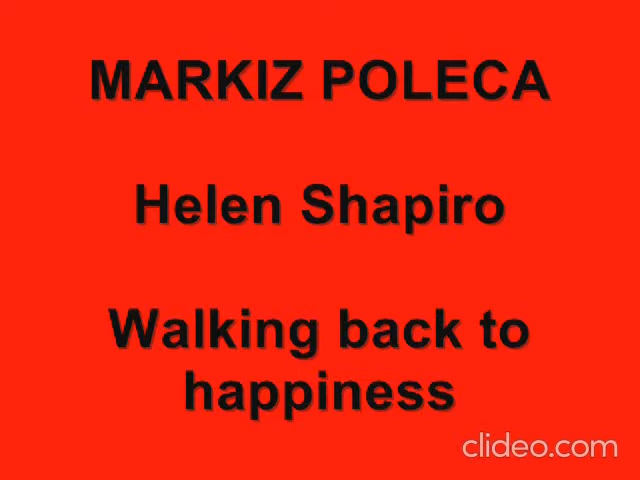 MARKIZ POLECA
Helen Shapiro
Walking back to
happiness
clideo.com